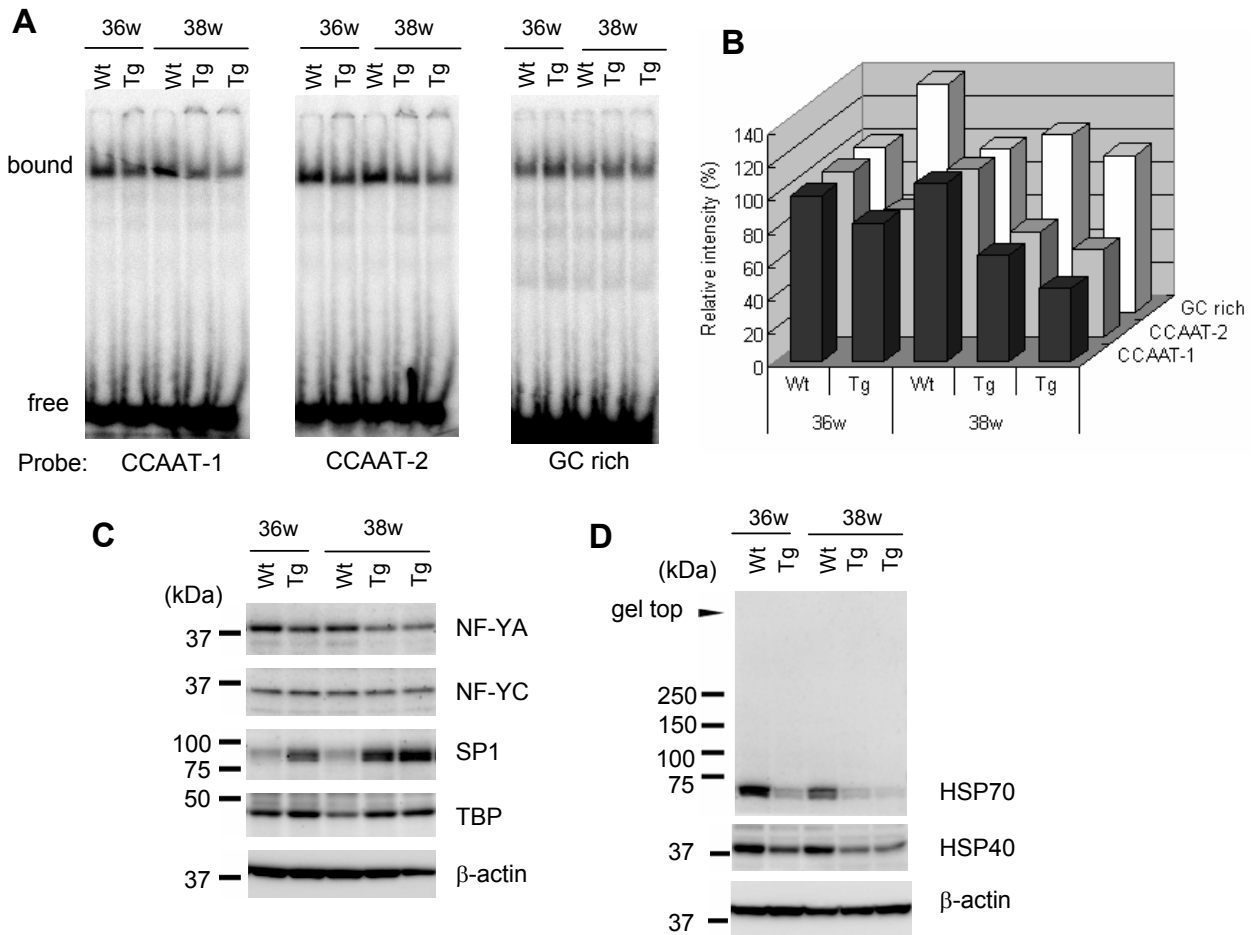 A
36w 38w
Wt Tg Wt Tg Tg
36w 38w
Wt Tg Wt Tg Tg
36w 38w
Wt Tg Wt Tg Tg
bound
free
Probe: CCAAT-1 CCAAT-2 GC rich
B
Relative intensity (%)
140
120
100
80
60
40
20
0
Wt Tg Wt Tg Tg
36w 38w
GC rich
CCAAT-2
CCAAT-1
C
36w 38w
Wt Tg Wt Tg Tg
(kDa)
37 NF-YA
37 NF-YC
100
75 SP1
50 TBP
37 β-actin
D
36w 38w
Wt Tg Wt Tg Tg
(kDa)
gel top
250
150
100
75
HSP70
37 HSP40
37 β-actin